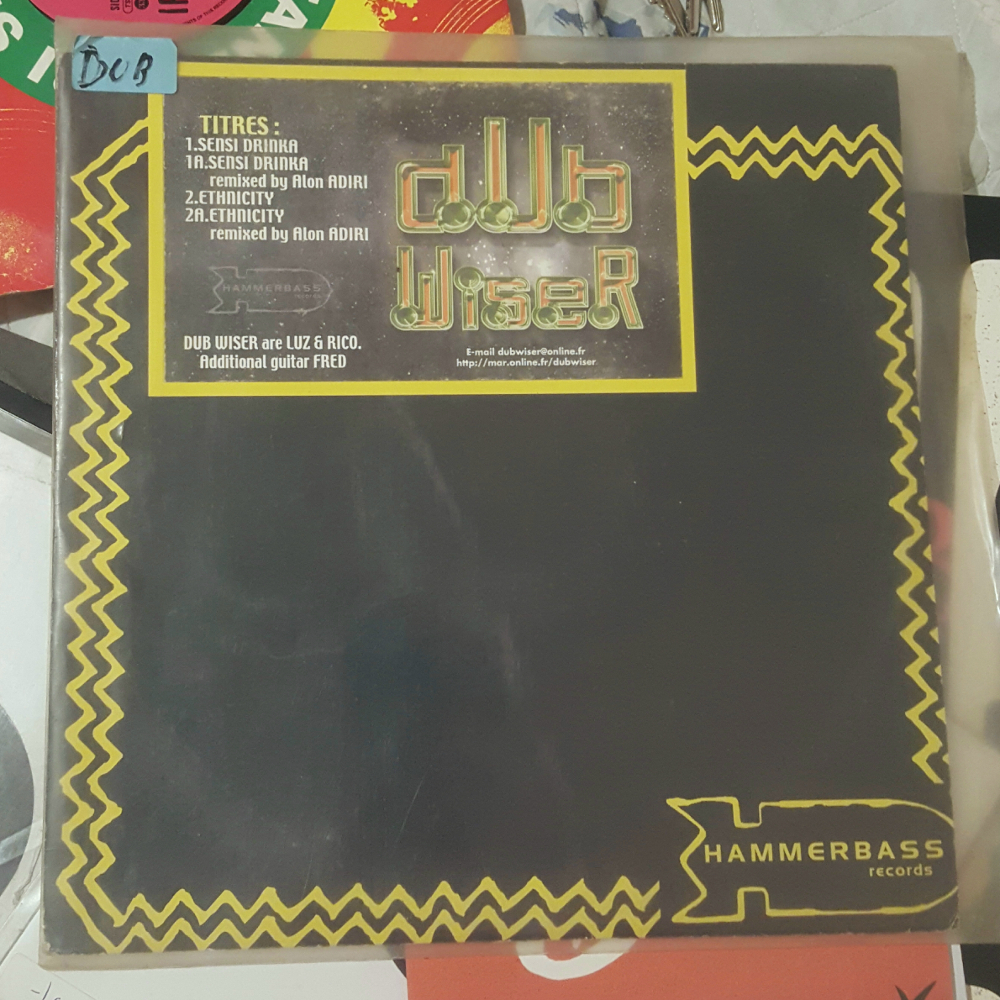 DUB
TITRES :
1.SENSI DRINKA
1A.SENSI DRINKA
remixed by Alon ADIRI
2.ETHNICITY
2A.ETHNICITY
remixed by Alon ADIRI
HAMMERBASS
records
DUB WISER are LUZ & RICO.
Additional guitar FRED
dUb
WiseR
E-mail dubwiser@online.fr
http://mar.online.fr/dubwiser
HAMMERBASS
records